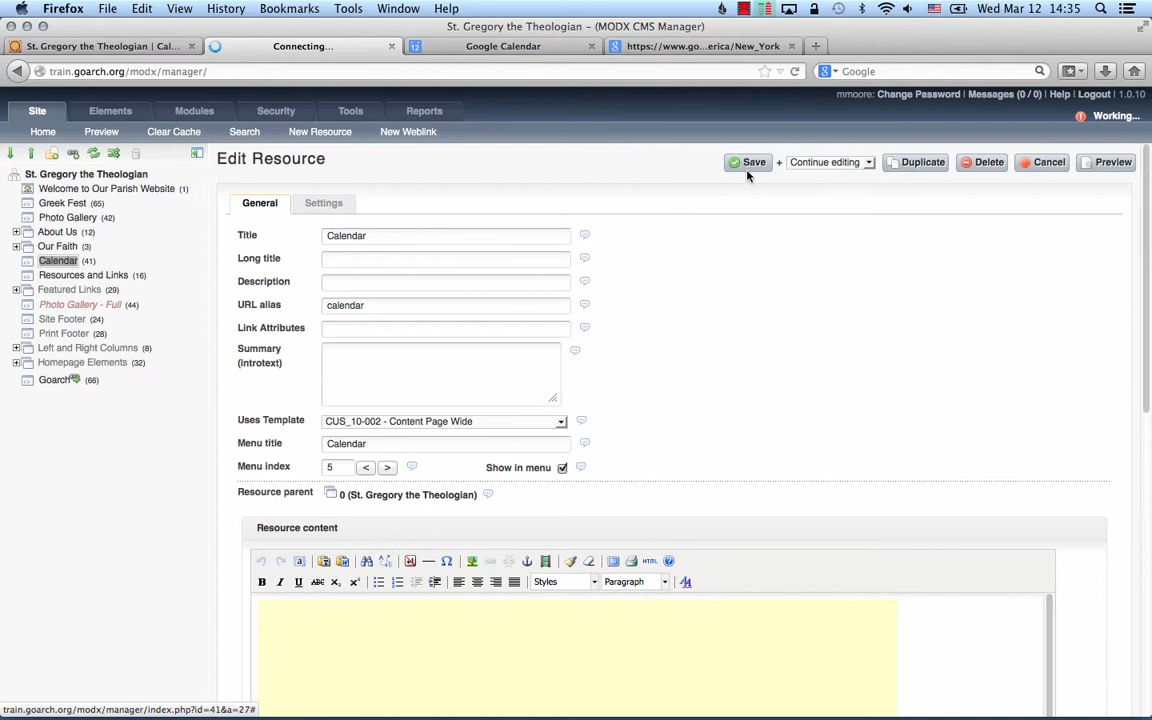 Firefox File Edit View History Bookmarks Tools Window Help Wed Mar 12 14:35
St. Gregory the Theologian – (MODX CMS Manager)
St. Gregory the Theologian | Cal... Connecting... Google Calendar https://www.go...erica/New_York
train.goarch.org/modx/manager/ Google
mmoore: Change Password | Messages (0 / 0) | Help | Logout | 1.0.10
Site Elements Modules Security Tools Reports Working...
Home Preview Clear Cache Search New Resource New Weblink
Edit Resource Save + Continue editing Duplicate Delete Cancel Preview
St. Gregory the Theologian
Welcome to Our Parish Website (1)
Greek Fest (65)
Photo Gallery (42)
About Us (12)
Our Faith (3)
Calendar (41)
Resources and Links (16)
Featured Links (29)
Photo Gallery - Full (44)
Site Footer (24)
Print Footer (28)
Left and Right Columns (8)
Homepage Elements (32)
Goarch (66)
General Settings
Title Calendar
Long title
Description
URL alias calendar
Link Attributes
Summary
(introtext)
Uses Template CUS_10-002 - Content Page Wide
Menu title Calendar
Menu index 5 < > Show in menu
Resource parent 0 (St. Gregory the Theologian)
Resource content
HTML
B I U ABC x₂ x² Styles Paragraph
train.goarch.org/modx/manager/index.php?id=41&a=27#